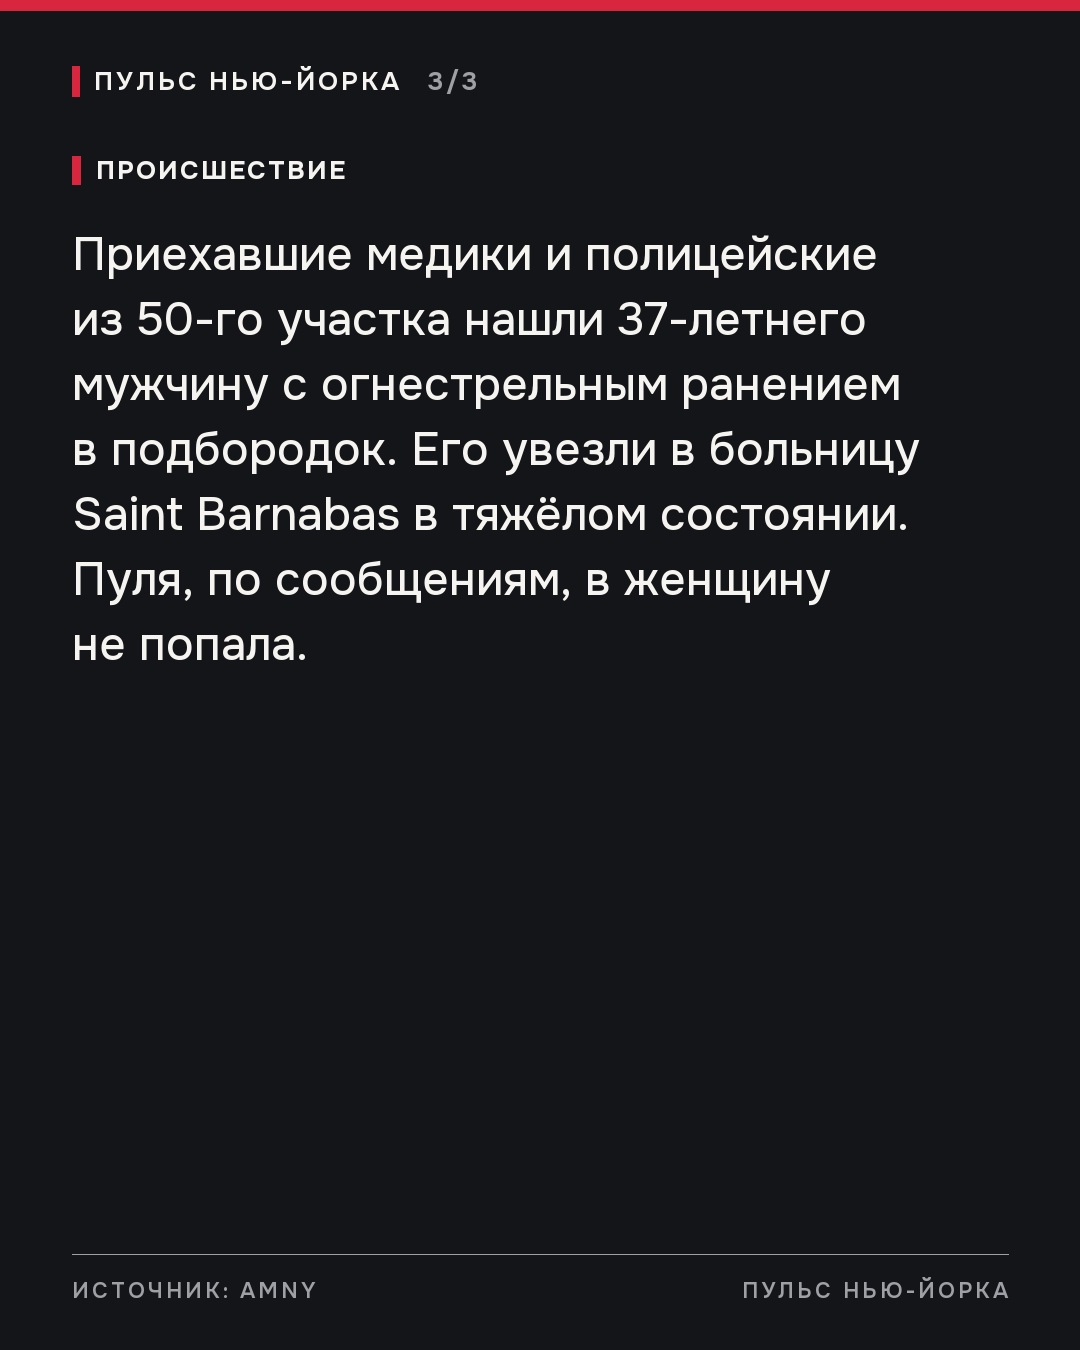 ПУЛЬС НЬЮ-ЙОРКА 3/3
ПРОИСШЕСТВИЕ
Приехавшие медики и полицейские
из 50-го участка нашли 37-летнего
мужчину с огнестрельным ранением
в подбородок. Его увезли в больницу
Saint Barnabas в тяжёлом состоянии.
Пуля, по сообщениям, в женщину
не попала.
ИСТОЧНИК: AMNY
ПУЛЬС НЬЮ-ЙОРКА